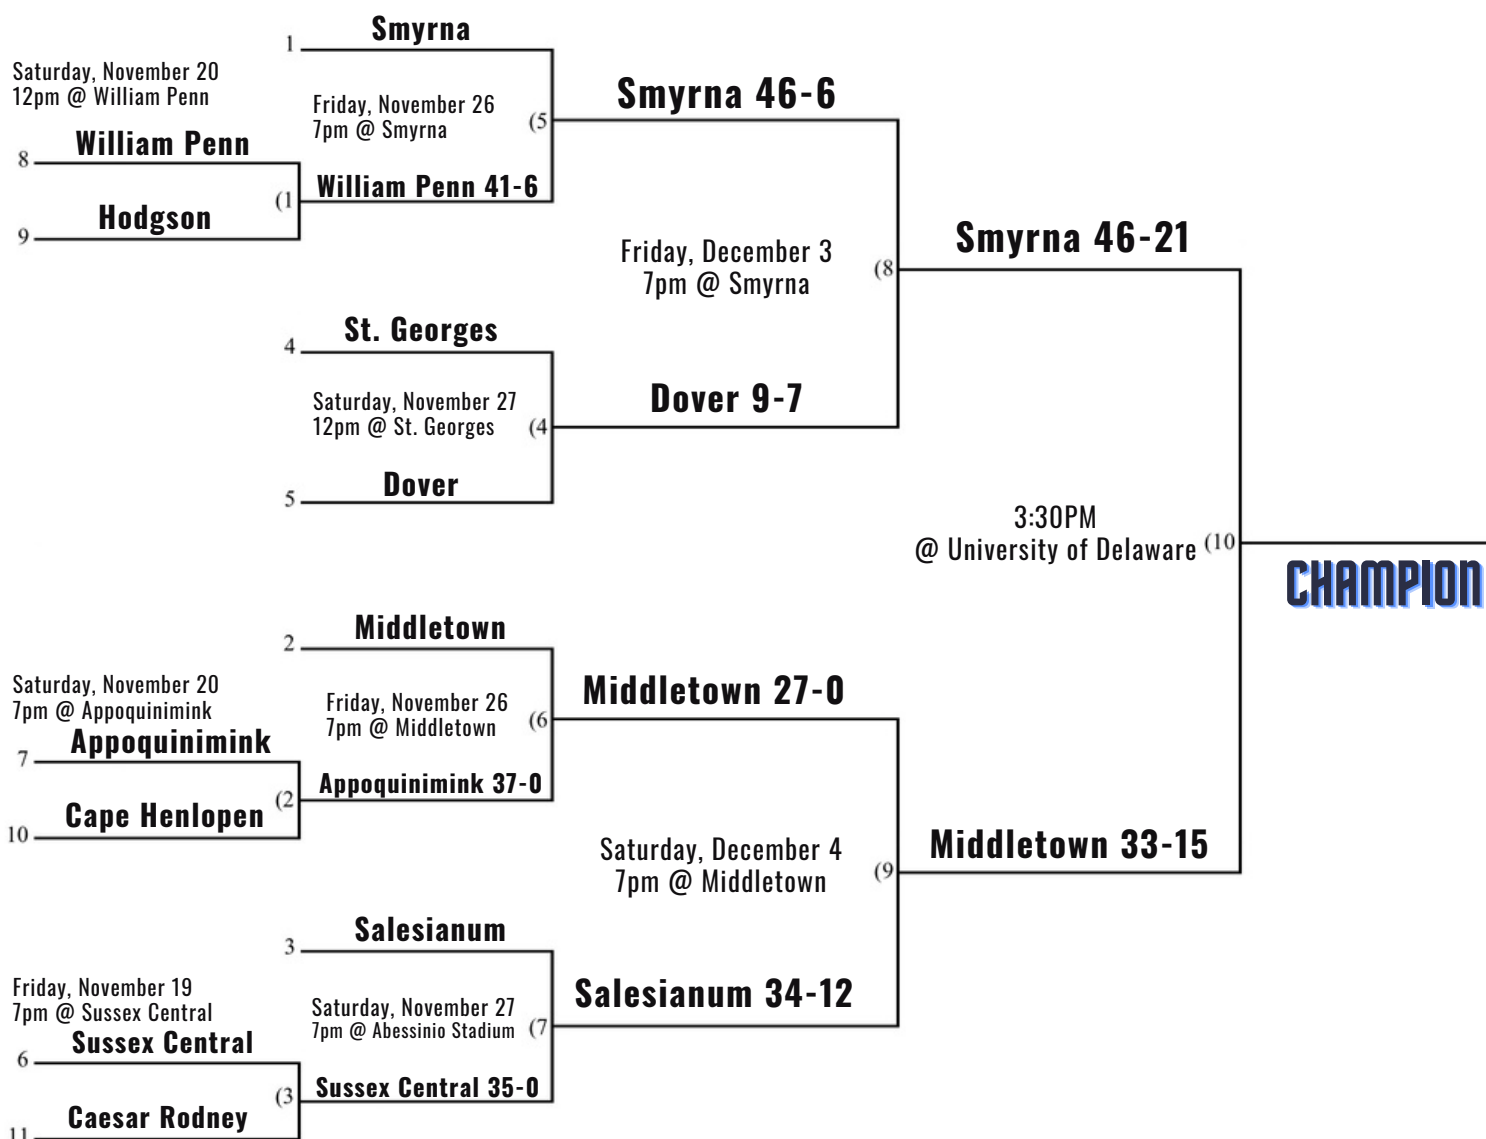 1
Smyrna
Saturday, November 20
12pm @ William Penn
Friday, November 26
7pm @ Smyrna
(5
Smyrna 46-6
8
William Penn
(1
William Penn 41-6
9
Hodgson
Friday, December 3
7pm @ Smyrna
(8
Smyrna 46-21
4
St. Georges
Saturday, November 27
12pm @ St. Georges
(4
Dover 9-7
5
Dover
3:30PM
@ University of Delaware
(10
CHAMPION
2
Middletown
Saturday, November 20
7pm @ Appoquinimink
Friday, November 26
7pm @ Middletown
(6
Middletown 27-0
7
Appoquinimink
(2
Appoquinimink 37-0
10
Cape Henlopen
Saturday, December 4
7pm @ Middletown
(9
Middletown 33-15
3
Salesianum
Friday, November 19
7pm @ Sussex Central
Saturday, November 27
7pm @ Abessinio Stadium
(7
Salesianum 34-12
6
Sussex Central
(3
Sussex Central 35-0
11
Caesar Rodney